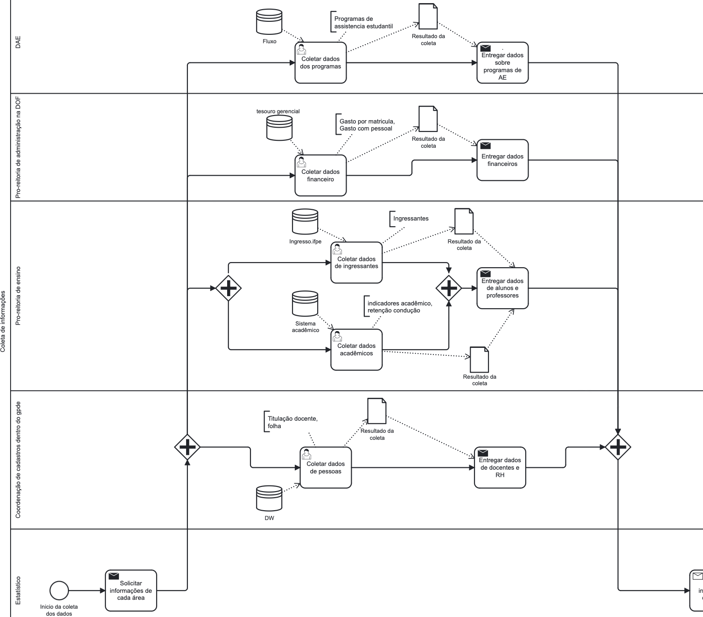 Coleta de informações
DAE
Fluxo
Programas de
assistencia estudantil
Coletar dados
dos programas
Resultado da
coleta
Entregar dados
sobre
programas de
AE
Pro-reitoria de administração na DOF
tesouro gerencial
Gasto por matricula,
Gasto com pessoal
Coletar dados
financeiro
Resultado da
coleta
Entregar dados
financeiros
Pro-reitoria de ensino
Ingresso.ifpe
Ingressantes
Coletar dados
de ingressantes
Resultado da
coleta
Entregar dados
de alunos e
professores
Sistema
acadêmico
indicadores acadêmico,
retenção condução
Coletar dados
acadêmicos
Resultado da
coleta
Coordenação de cadastros dentro do gpde
Titulação docente,
folha
Coletar dados
de pessoas
Resultado da
coleta
Entregar dados
de docentes e
RH
DW
Estatístico
Inicio da coleta
dos dados
Solicitar
informações de
cada área